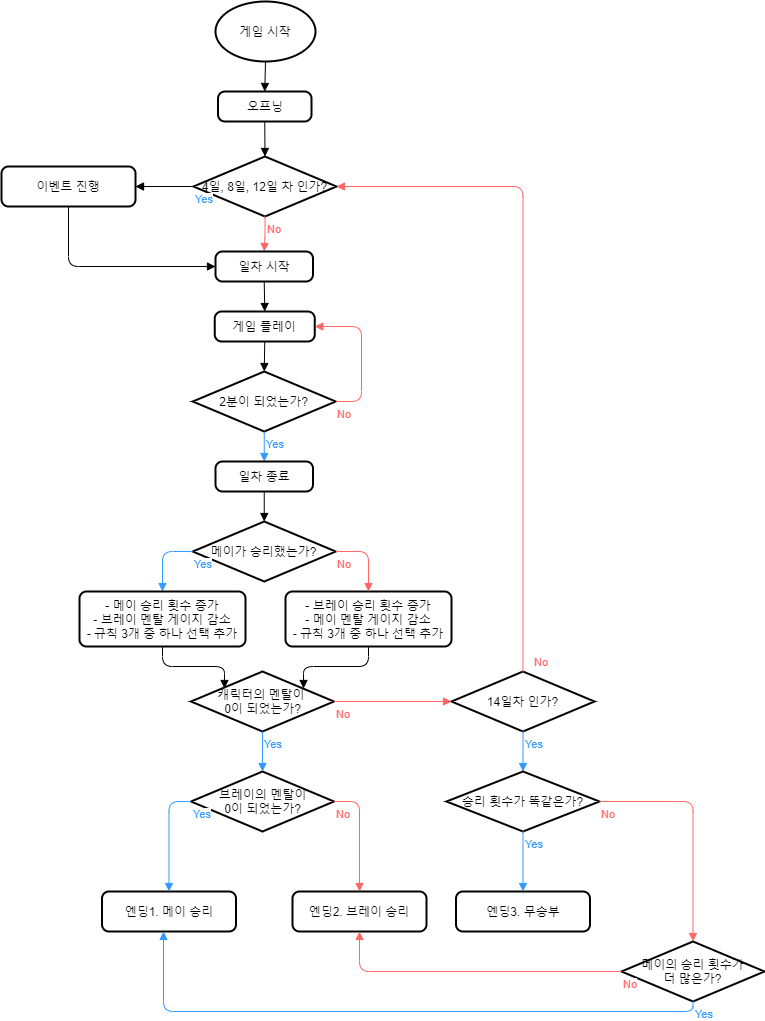 게임 시작
오프닝
4일, 8일, 12일 차 인가?
이벤트 진행
Yes
No
일차 시작
게임 플레이
2분이 되었는가?
No
Yes
일차 종료
메이가 승리했는가?
Yes
No
- 메이 승리 횟수 증가
- 브레이 멘탈 게이지 감소
- 규칙 3개 중 하나 선택 추가
- 브레이 승리 횟수 증가
- 메이 멘탈 게이지 감소
- 규칙 3개 중 하나 선택 추가
캐릭터의 멘탈이
0이 되었는가?
No
Yes
14일차 인가?
No
Yes
브레이의 멘탈이
0이 되었는가?
Yes
No
승리 횟수가 똑같은가?
No
Yes
엔딩1. 메이 승리
엔딩2. 브레이 승리
엔딩3. 무승부
메이의 승리 횟수가
더 많은가?
No
Yes